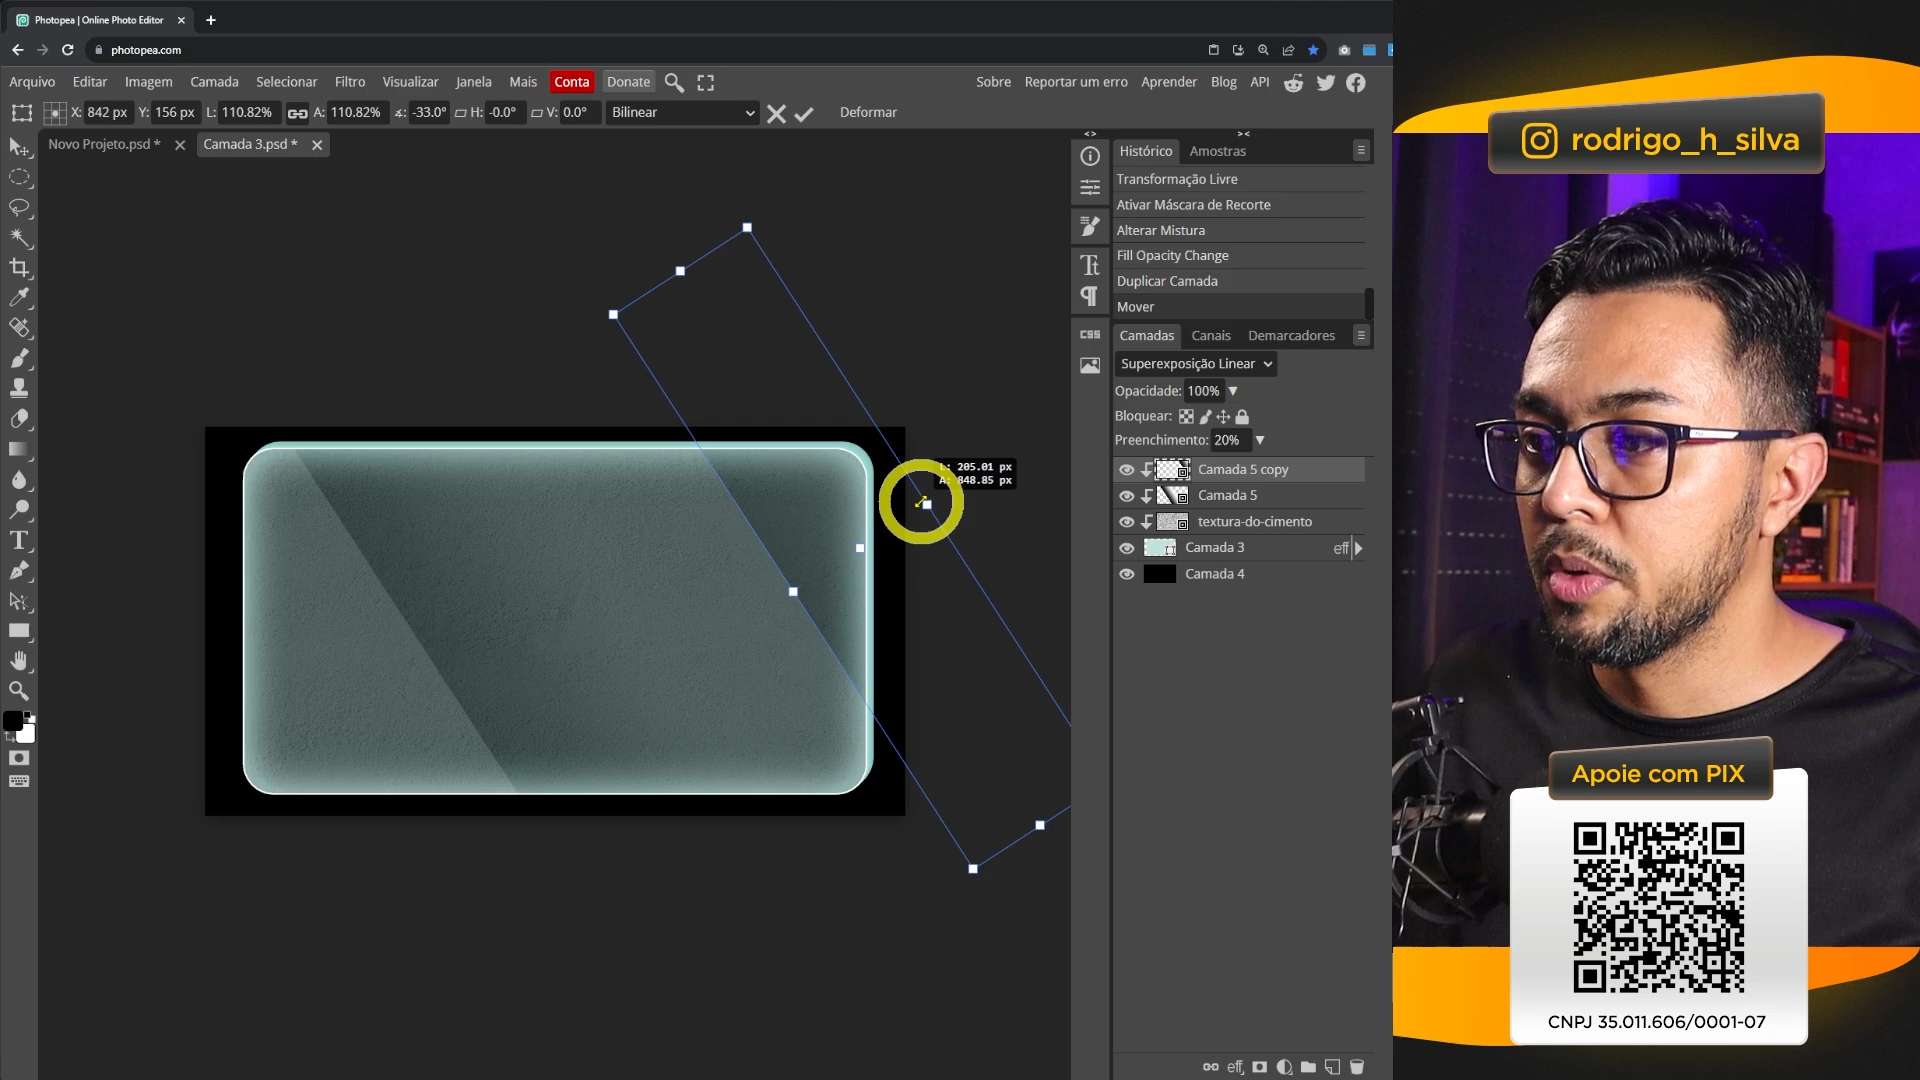 Photopea | Online Photo Editor
photopea.com
Arquivo Editar Imagem Camada Selecionar Filtro Visualizar Janela Mais Conta Donate
Sobre Reportar um erro Aprender Blog API
X: 842 px Y: 156 px L: 110.82% A: 110.82% ∡: -33.0° H: -0.0° V: 0.0° Bilinear Deformar
Novo Projeto.psd * Camada 3.psd *
Histórico Amostras
Transformação Livre
Ativar Máscara de Recorte
Alterar Mistura
Fill Opacity Change
Duplicar Camada
Mover
CSS
Camadas Canais Demarcadores
Superexposição Linear
Opacidade: 100%
Bloquear:
Preenchimento: 20%
Camada 5 copy
Camada 5
textura-do-cimento
Camada 3 eff
Camada 4
eff
L: 205.01 px
A: 848.85 px
rodrigo_h_silva
Apoie com PIX
CNPJ 35.011.606/0001-07